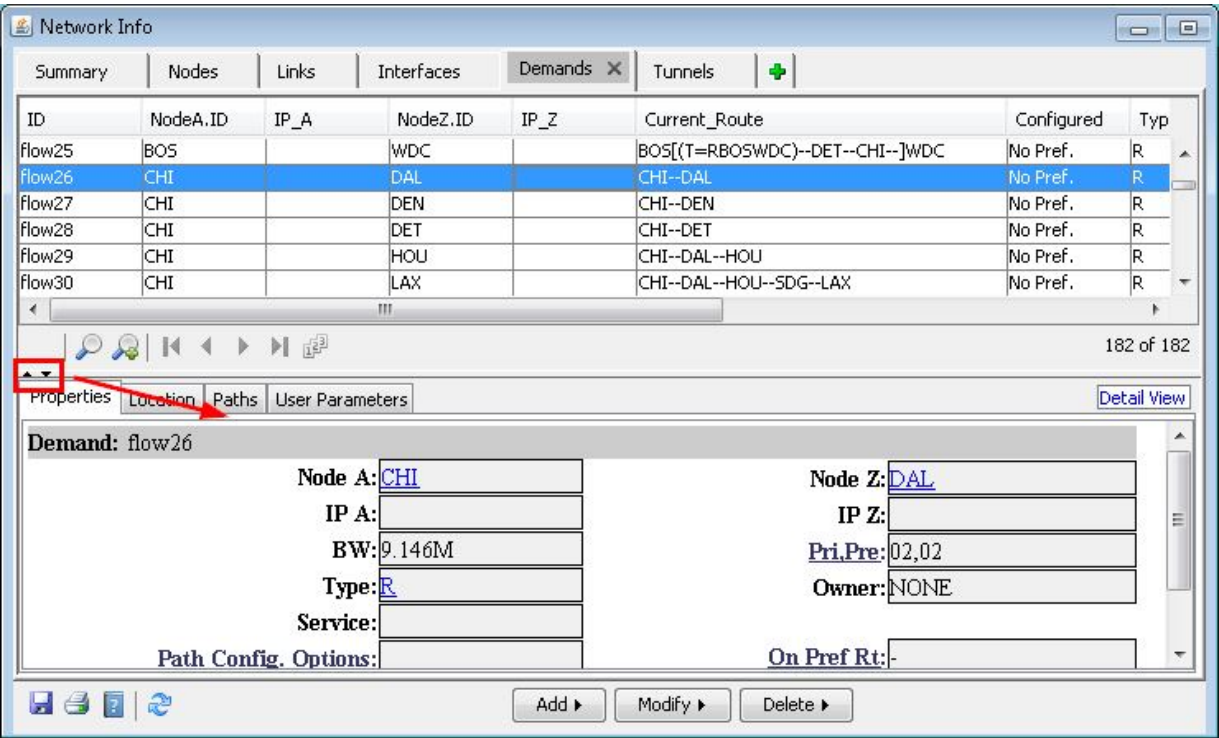 Network Info
Summary Nodes Links Interfaces Demands Tunnels
ID NodeA.ID IP_A NodeZ.ID IP_Z Current_Route Configured Typ
flow25 BOS WDC BOS[(T=RBOSWDC)--DET--CHI--]WDC No Pref. R
flow26 CHI DAL CHI--DAL No Pref. R
flow27 CHI DEN CHI--DEN No Pref. R
flow28 CHI DET CHI--DET No Pref. R
flow29 CHI HOU CHI--DAL--HOU No Pref. R
flow30 CHI LAX CHI--DAL--HOU--SDG--LAX No Pref. R
182 of 182
Properties Location Paths User Parameters Detail View
Demand: flow26
Node A: CHI Node Z: DAL
IP A: IP Z:
BW: 9.146M Pri,Pre: 02,02
Type: R Owner: NONE
Service:
Path Config. Options: On Pref Rt: -
Add Modify Delete